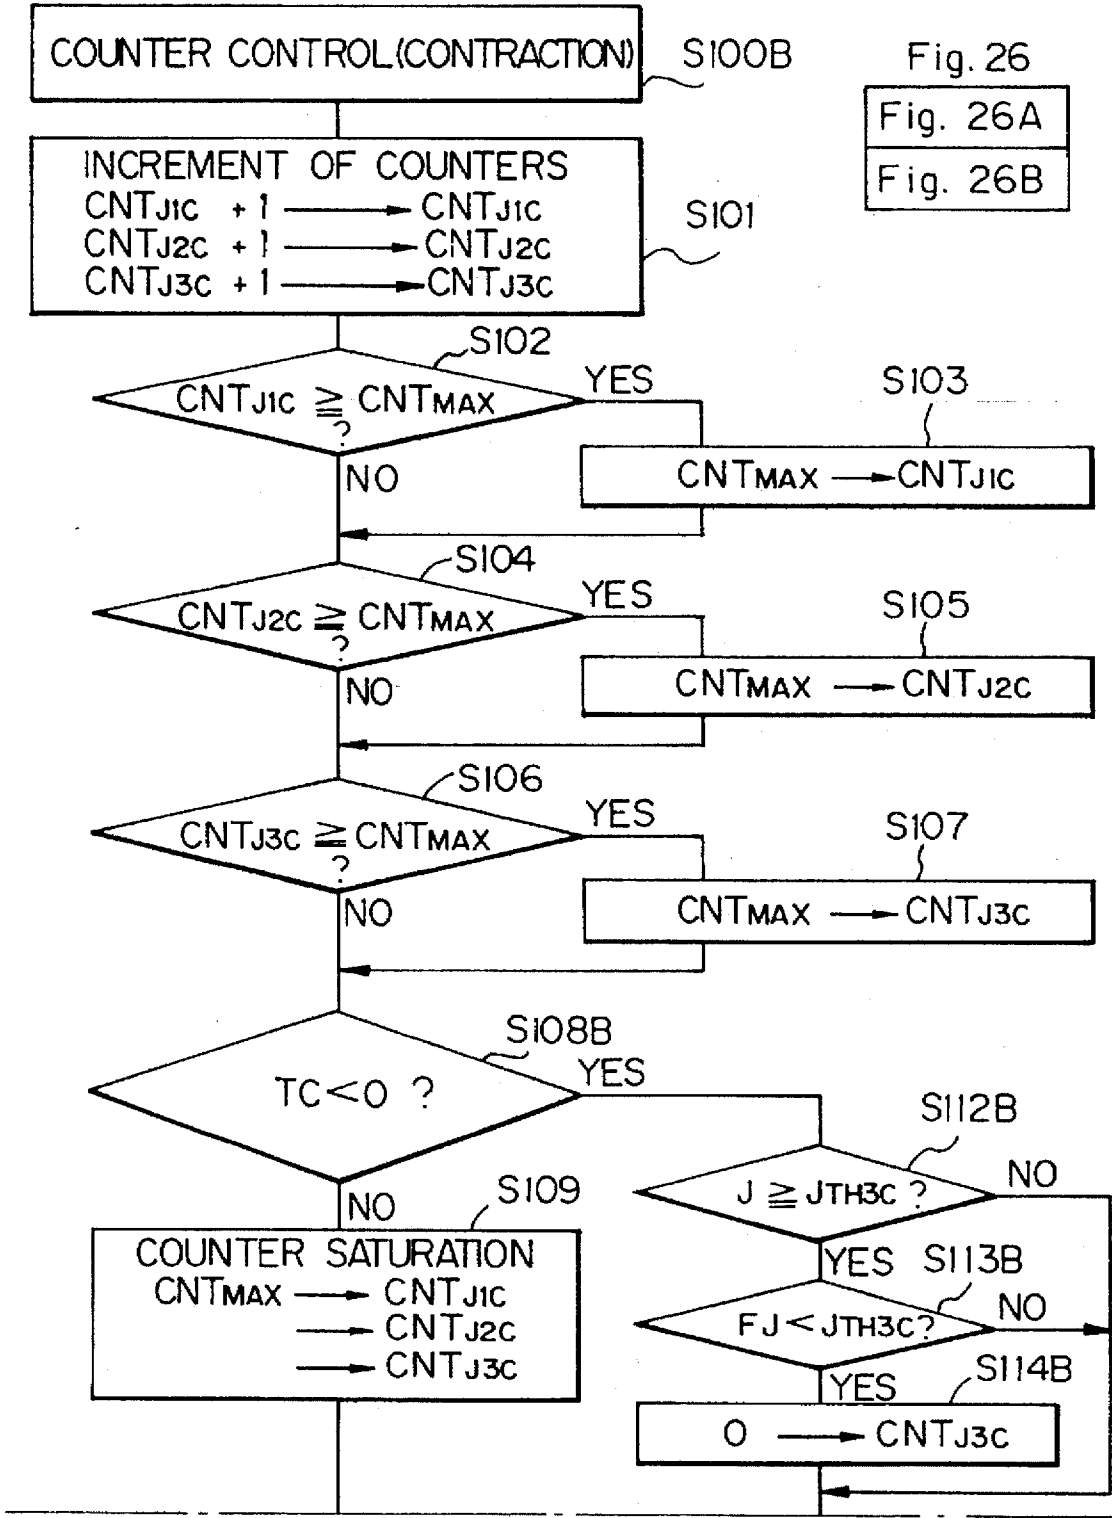 COUNTER CONTROL(CONTRACTION)
S100B
Fig. 26
Fig. 26A
Fig. 26B
INCREMENT OF COUNTERS
CNTJ1C + 1 → CNTJ1C
CNTJ2C + 1 → CNTJ2C
CNTJ3C + 1 → CNTJ3C
S101
S102
CNTJ1C ≧ CNTMAX
?
YES
NO
S103
CNTMAX → CNTJ1C
S104
CNTJ2C ≧ CNTMAX
?
YES
NO
S105
CNTMAX → CNTJ2C
S106
CNTJ3C ≧ CNTMAX
?
YES
NO
S107
CNTMAX → CNTJ3C
S108B
TC<0 ?
YES
NO
S109
COUNTER SATURATION
CNTMAX → CNTJ1C
→ CNTJ2C
→ CNTJ3C
S112B
J ≧ JTH3C ?
NO
YES
S113B
FJ < JTH3C?
NO
YES
S114B
0 → CNTJ3C